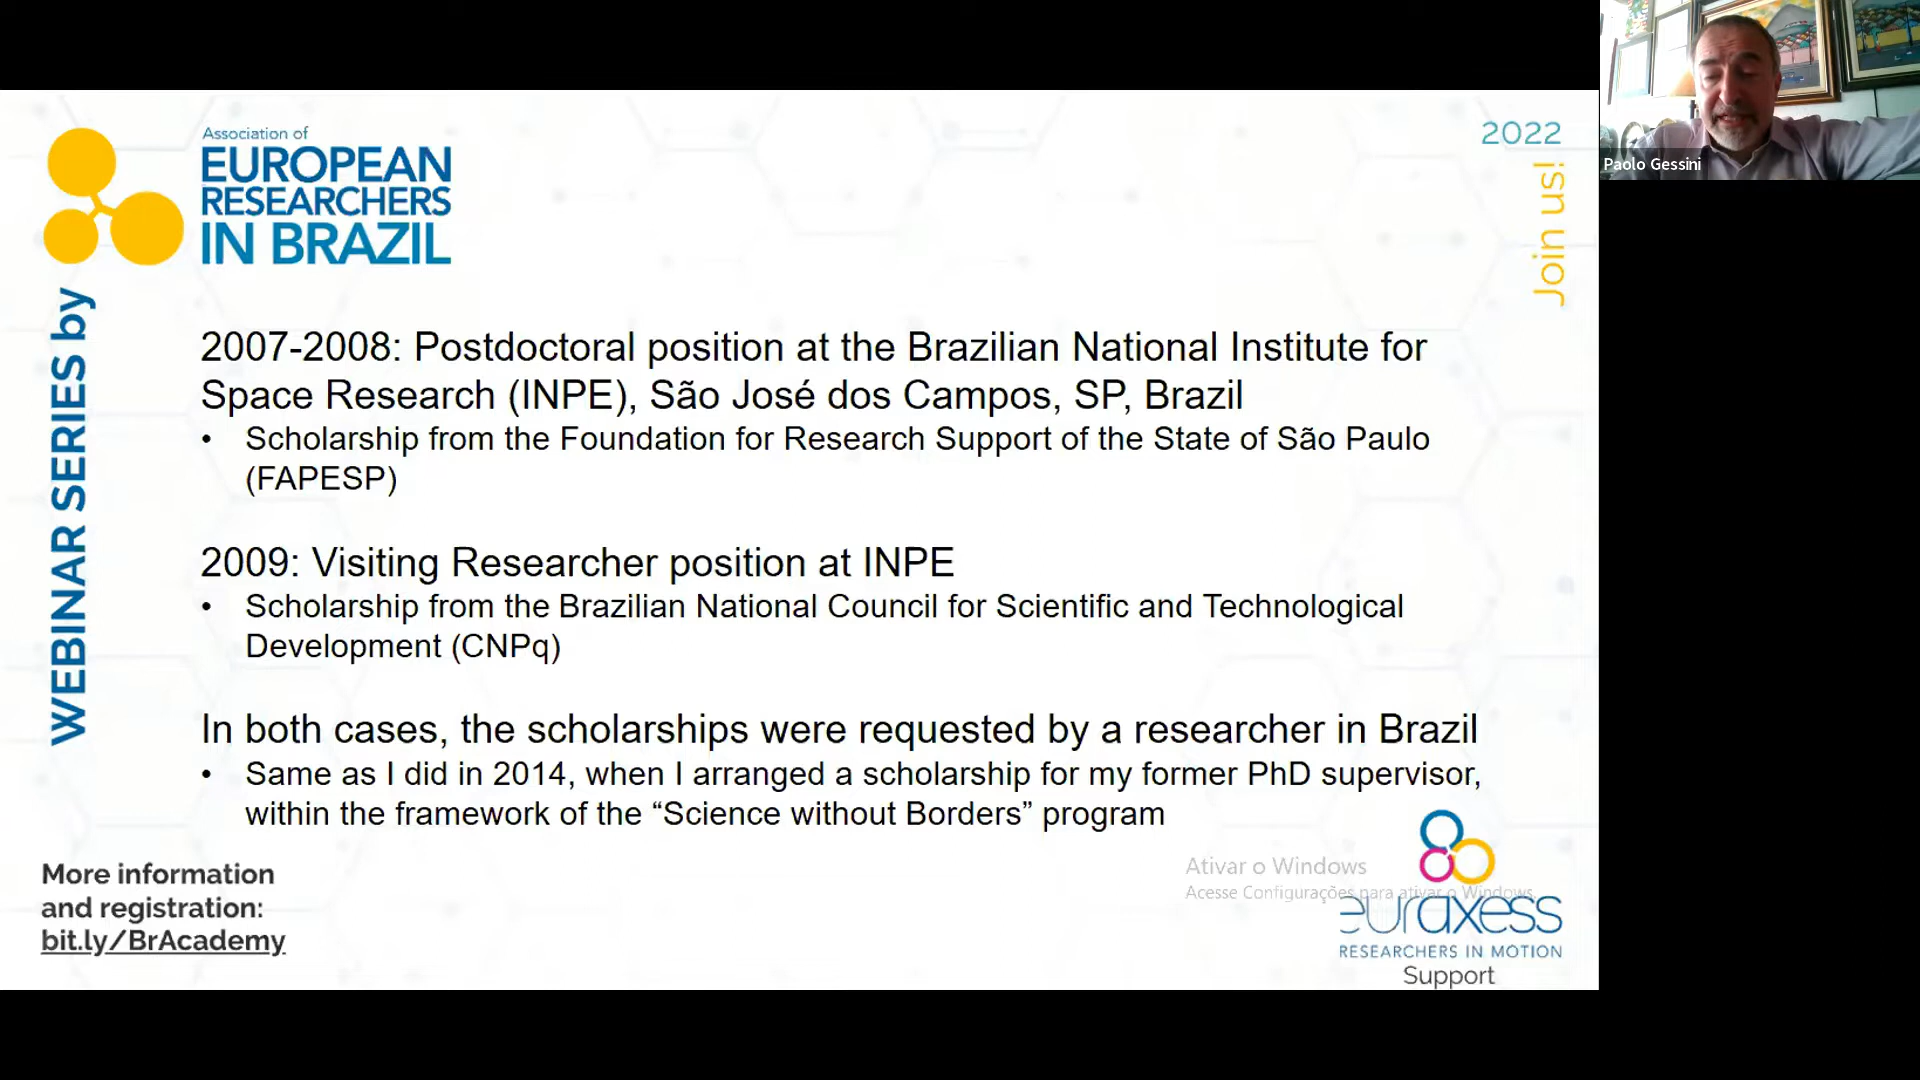 Association of
EUROPEAN
RESEARCHERS
IN BRAZIL
2022
Join us!
Paolo Gessini
WEBINAR SERIES by
2007-2008: Postdoctoral position at the Brazilian National Institute for
Space Research (INPE), São José dos Campos, SP, Brazil
• Scholarship from the Foundation for Research Support of the State of São Paulo
(FAPESP)
2009: Visiting Researcher position at INPE
• Scholarship from the Brazilian National Council for Scientific and Technological
Development (CNPq)
In both cases, the scholarships were requested by a researcher in Brazil
• Same as I did in 2014, when I arranged a scholarship for my former PhD supervisor,
within the framework of the “Science without Borders” program
More information
and registration:
bit.ly/BrAcademy
Ativar o Windows
Acesse Configurações para ativar o Windows.
euraxess
RESEARCHERS IN MOTION
Support